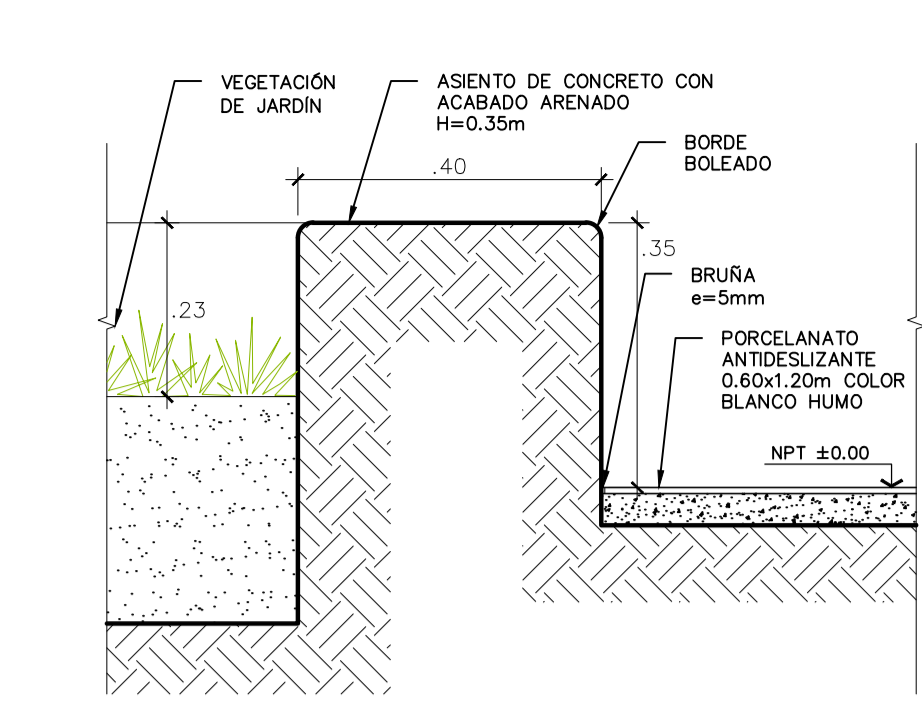 VEGETACIÓN
DE JARDÍN
ASIENTO DE CONCRETO CON
ACABADO ARENADO
H=0.35m
BORDE
BOLEADO
.40
.35
.23
BRUÑA
e=5mm
PORCELANATO
ANTIDESLIZANTE
0.60x1.20m COLOR
BLANCO HUMO
NPT ±0.00